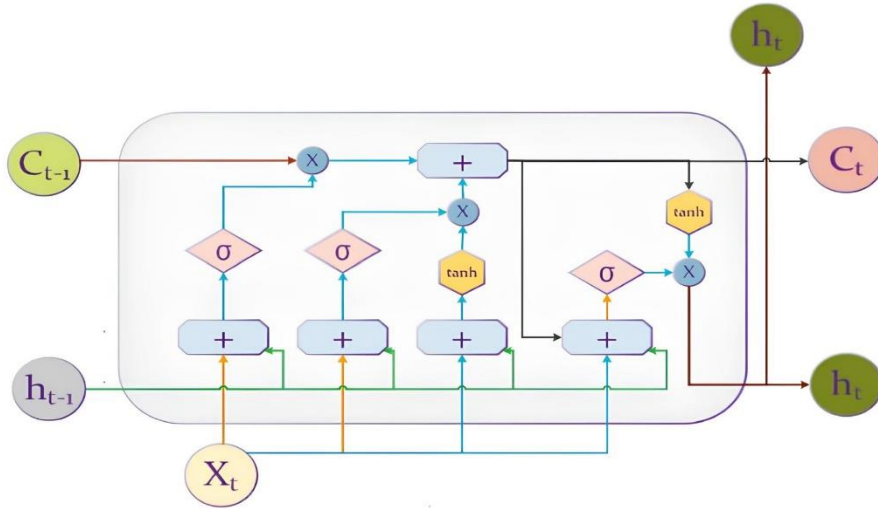 hₜ
Cₜ₋₁
X
+
Cₜ
X
tanh
σ
σ
tanh
σ
X
+
+
+
+
hₜ₋₁
hₜ
Xₜ